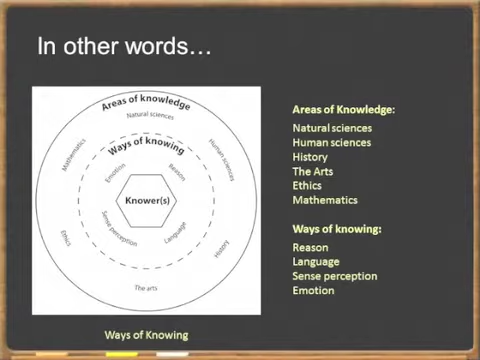 In other words...
Areas of knowledge
Natural sciences
Mathematics
Ways of knowing
Human sciences
Emotion
Reason
Knower(s)
Sense perception
Language
Ethics
History
The arts
Ways of Knowing
Areas of Knowledge:
Natural sciences
Human sciences
History
The Arts
Ethics
Mathematics
Ways of knowing:
Reason
Language
Sense perception
Emotion